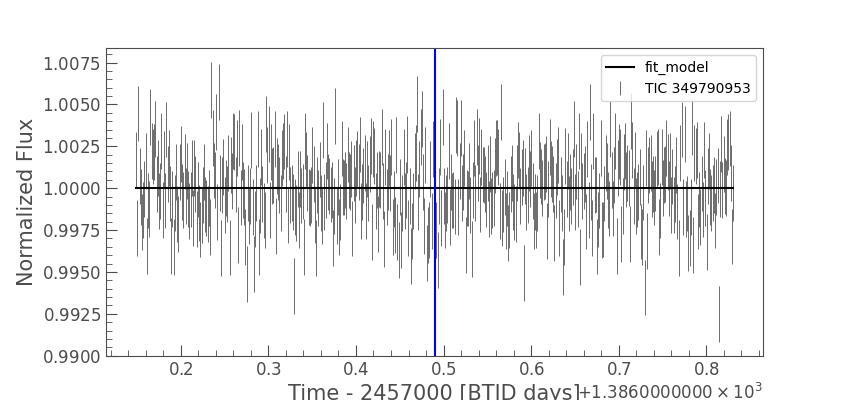 1.0075
1.0050
1.0025
1.0000
0.9975
0.9950
0.9925
0.9900
Normalized Flux
fit_model
TIC 349790953
0.2 0.3 0.4 0.5 0.6 0.7 0.8
Time - 2457000 [BTJD days]
+1.3860000000 × 10³